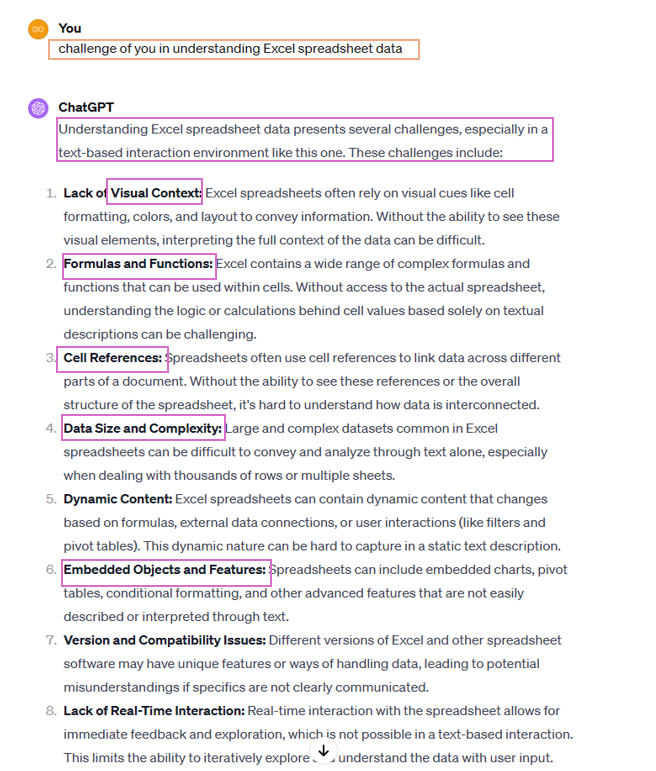 DO You
challenge of you in understanding Excel spreadsheet data
ChatGPT
Understanding Excel spreadsheet data presents several challenges, especially in a
text-based interaction environment like this one. These challenges include:
1. Lack of Visual Context: Excel spreadsheets often rely on visual cues like cell
formatting, colors, and layout to convey information. Without the ability to see these
visual elements, interpreting the full context of the data can be difficult.
2. Formulas and Functions: Excel contains a wide range of complex formulas and
functions that can be used within cells. Without access to the actual spreadsheet,
understanding the logic or calculations behind cell values based solely on textual
descriptions can be challenging.
3. Cell References: Spreadsheets often use cell references to link data across different
parts of a document. Without the ability to see these references or the overall
structure of the spreadsheet, it's hard to understand how data is interconnected.
4. Data Size and Complexity: Large and complex datasets common in Excel
spreadsheets can be difficult to convey and analyze through text alone, especially
when dealing with thousands of rows or multiple sheets.
5. Dynamic Content: Excel spreadsheets can contain dynamic content that changes
based on formulas, external data connections, or user interactions (like filters and
pivot tables). This dynamic nature can be hard to capture in a static text description.
6. Embedded Objects and Features: Spreadsheets can include embedded charts, pivot
tables, conditional formatting, and other advanced features that are not easily
described or interpreted through text.
7. Version and Compatibility Issues: Different versions of Excel and other spreadsheet
software may have unique features or ways of handling data, leading to potential
misunderstandings if specifics are not clearly communicated.
8. Lack of Real-Time Interaction: Real-time interaction with the spreadsheet allows for
immediate feedback and exploration, which is not possible in a text-based interaction.
This limits the ability to iteratively explore understand the data with user input.